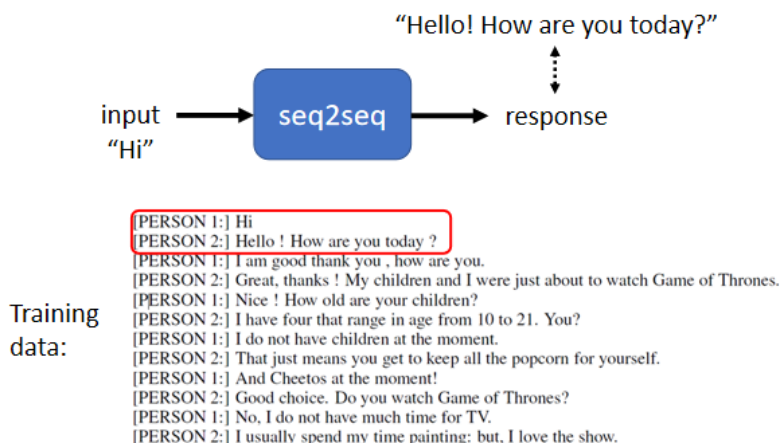 “Hello! How are you today?”
input
“Hi”
seq2seq
response
Training
data:
[PERSON 1:] Hi
[PERSON 2:] Hello ! How are you today ?
[PERSON 1:] I am good thank you , how are you.
[PERSON 2:] Great, thanks ! My children and I were just about to watch Game of Thrones.
[PERSON 1:] Nice ! How old are your children?
[PERSON 2:] I have four that range in age from 10 to 21. You?
[PERSON 1:] I do not have children at the moment.
[PERSON 2:] That just means you get to keep all the popcorn for yourself.
[PERSON 1:] And Cheetos at the moment!
[PERSON 2:] Good choice. Do you watch Game of Thrones?
[PERSON 1:] No, I do not have much time for TV.
[PERSON 2:] I usually spend my time painting: but, I love the show.